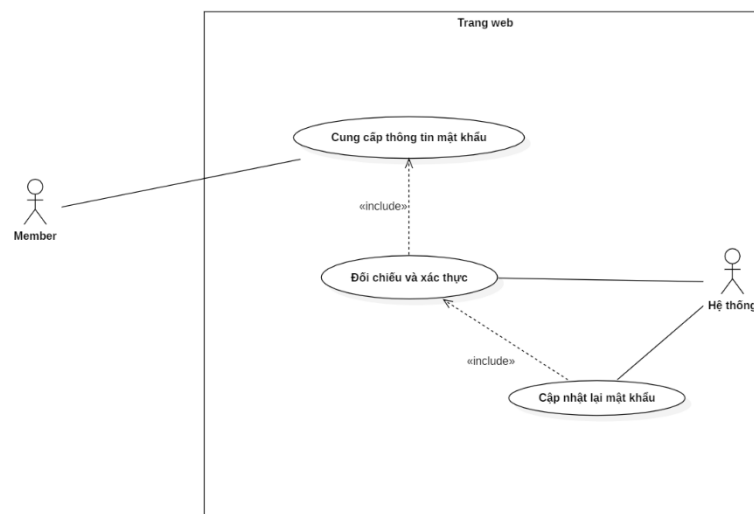 Trang web
Cung cấp thông tin mật khẩu
Member
«include»
Đối chiếu và xác thực
Hệ thống
«include»
Cập nhật lại mật khẩu